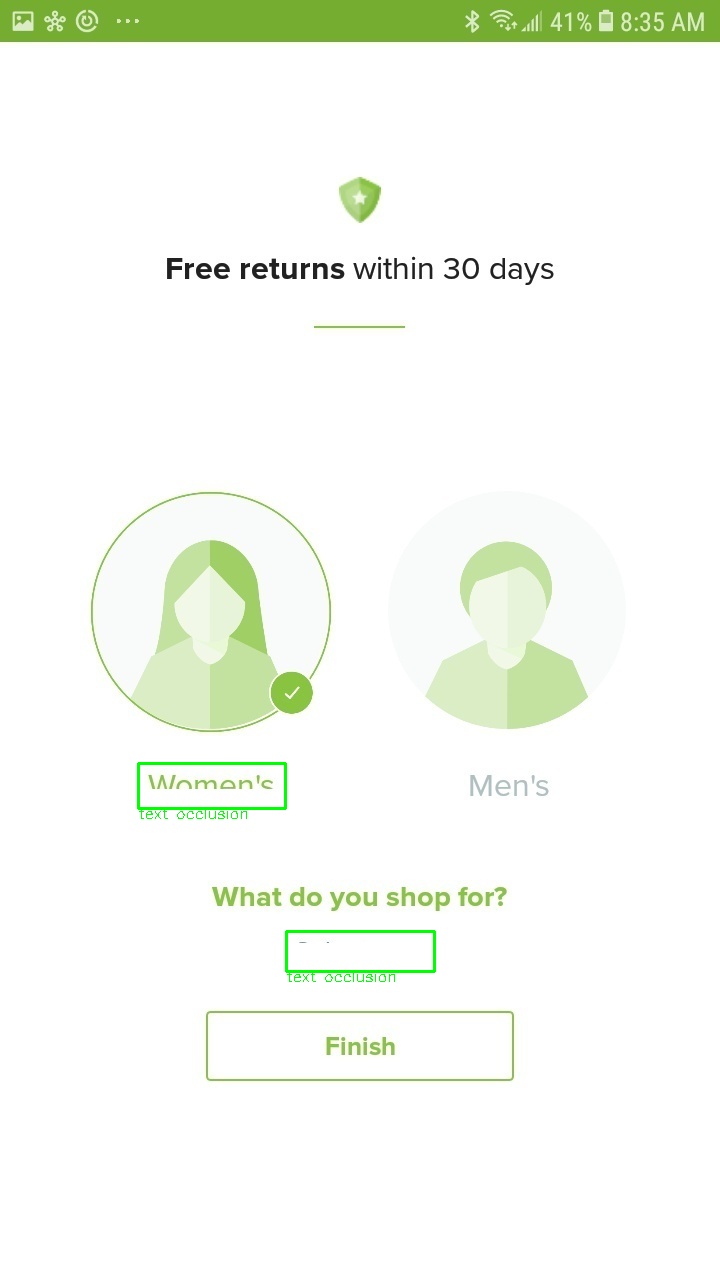 41% 8:35 AM
Free returns within 30 days
Women's Men's
text occlusion
What do you shop for?
text occlusion
Finish